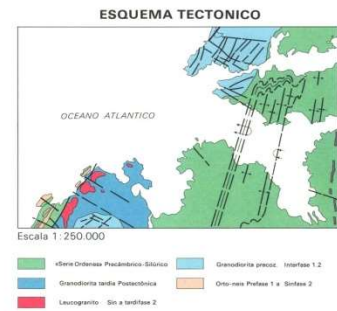 ESQUEMA TECTONICO
OCEANO ATLANTICO
Escala 1:250.000
«Serie Ordenes» Precámbrico-Silúrico
Granodiorita precoz. Interfase 1.2
Granodiorita tardia Postectónica
Orto-neis Prefase 1 a Sinfase 2
Leucogranito Sin a tardifase 2